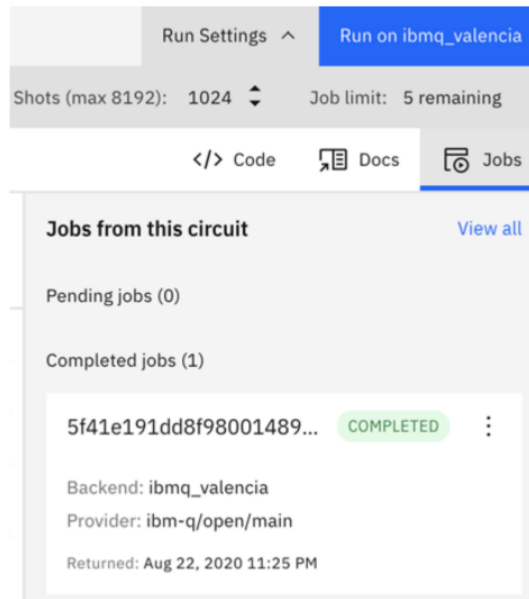 Run Settings Run on ibmq_valencia
Shots (max 8192): 1024 Job limit: 5 remaining
</> Code Docs Jobs
Jobs from this circuit View all
Pending jobs (0)
Completed jobs (1)
5f41e191dd8f98001489... COMPLETED
Backend: ibmq_valencia
Provider: ibm-q/open/main
Returned: Aug 22, 2020 11:25 PM